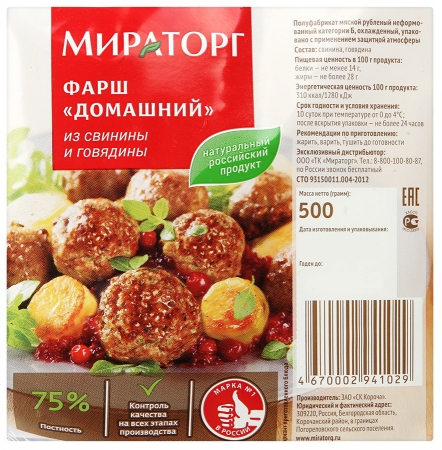 МИРАТОРГ
ФАРШ
«ДОМАШНИЙ»
ИЗ СВИНИНЫ
И ГОВЯДИНЫ
натуральный
российский
продукт
75%
Постность
Контроль
качества
на всех этапах
производства
МАРКА №1
В РОССИИ
Полуфабрикат мясной рубленый неформо-
ванный категории Б, охлажденный, упако-
вано с применением защитной атмосферы
Состав: свинина, говядина
Пищевая ценность в 100 г продукта:
белки — не менее 14 г,
жиры — не более 28 г
Энергетическая ценность 100 г продукта:
310 ккал/1280 кДж
Срок годности и условия хранения:
10 суток при температуре от 0 до 4°С;
после вскрытия упаковки — не более 24 часов
Рекомендации по приготовлению:
жарить, варить, тушить до готовности
Эксклюзивный дистрибьютор:
ООО «ТК «Мираторг». Тел.: 8-800-100-80-87,
по России звонок бесплатный
СТО 93150011.004-2012
Масса нетто (грамм):
500
Дата изготовления и упаковывания:
Годен до:
ЕАС
4 670002 941029
Производитель: ЗАО «СК Короча».
Юридический и фактический адрес:
309220, Россия, Белгородская область,
Корочанский район, в границах
Погореловского сельского поселения.
www.miratorg.ru